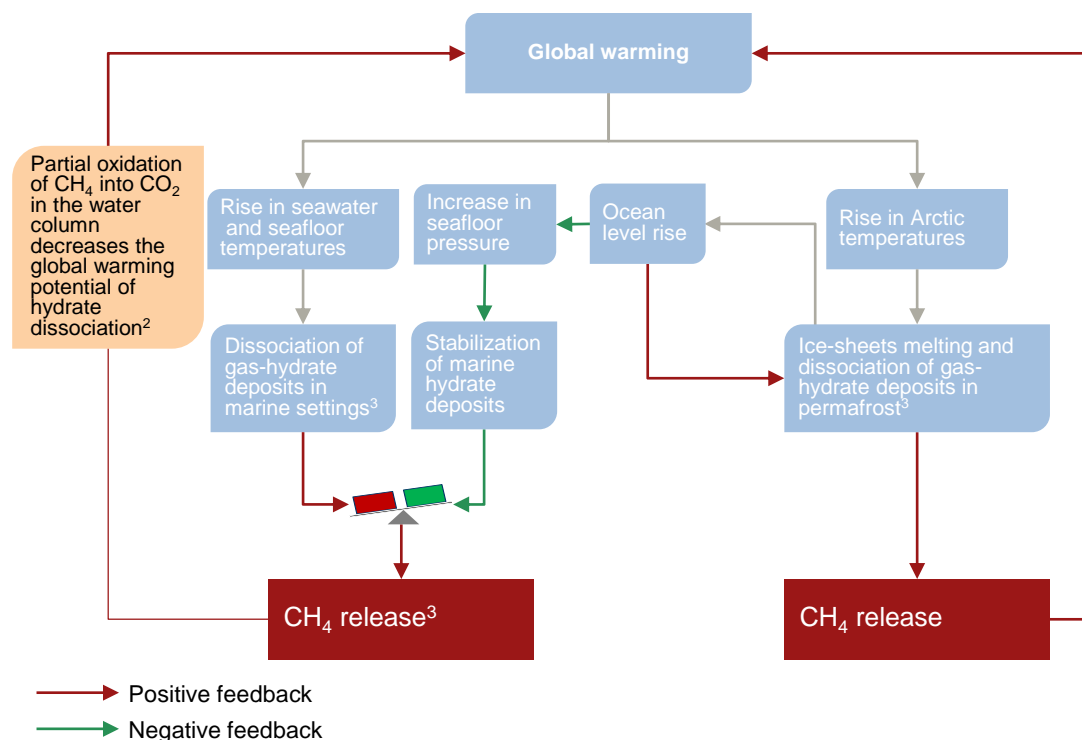 Global warming
Partial oxidation
of CH₄ into CO₂
in the water
column
decreases the
global warming
potential of
hydrate
dissociation²
Rise in seawater
and seafloor
temperatures
Increase in
seafloor
pressure
Ocean
level rise
Rise in Arctic
temperatures
Dissociation of
gas-hydrate
deposits in
marine settings³
Stabilization of
marine
hydrate
deposits
Ice-sheets melting and
dissociation of gas-
hydrate deposits in
permafrost³
CH₄ release³
CH₄ release
Positive feedback
Negative feedback